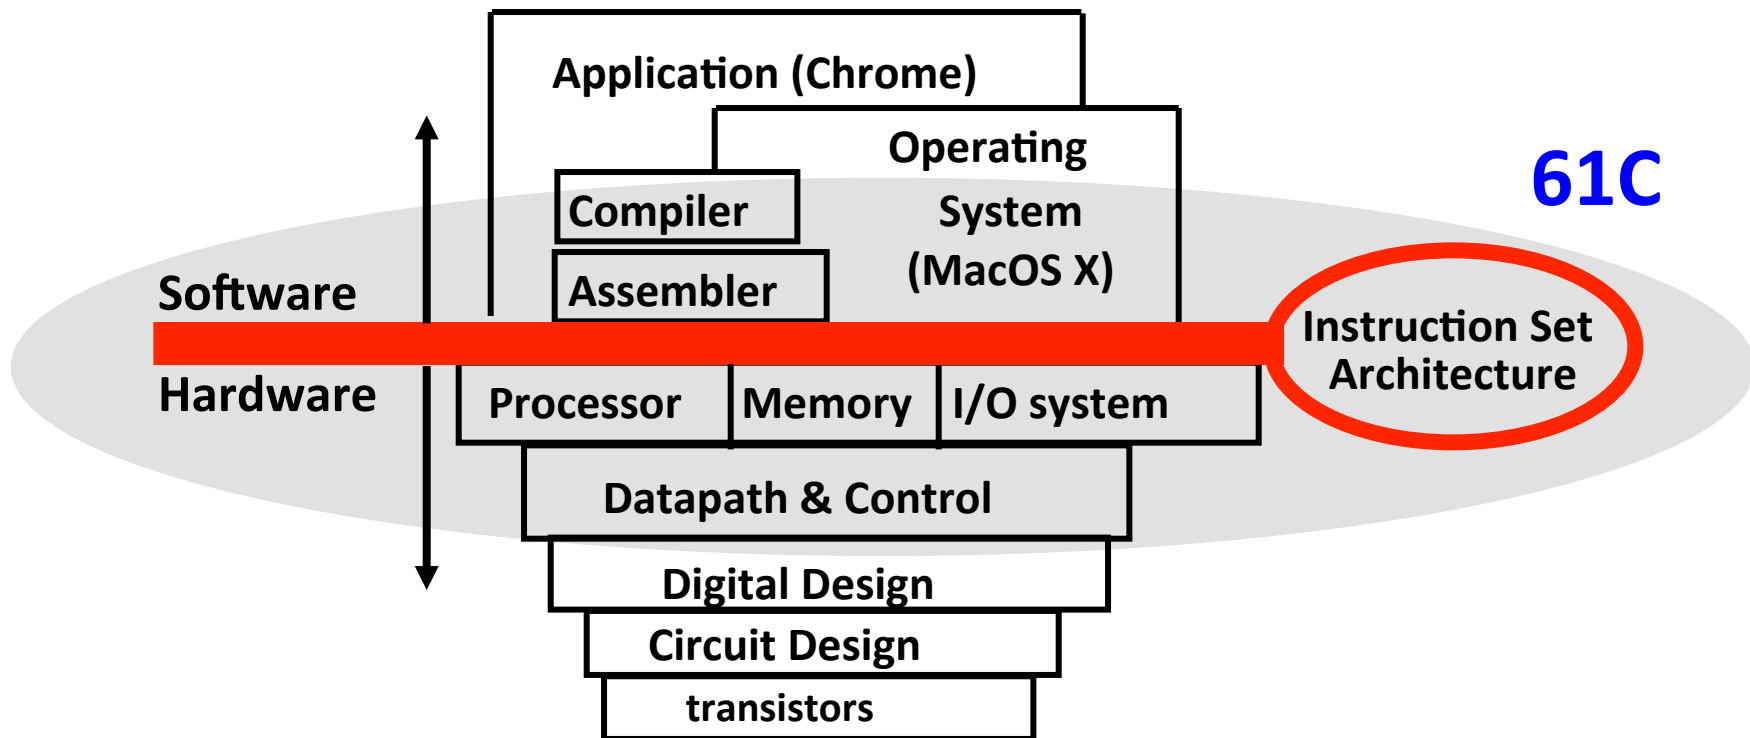 Application (Chrome)
Operating
System
(MacOS X)
61C
Compiler
Assembler
Software
Hardware
Instruction Set
Architecture
Processor
Memory
I/O system
Datapath & Control
Digital Design
Circuit Design
transistors